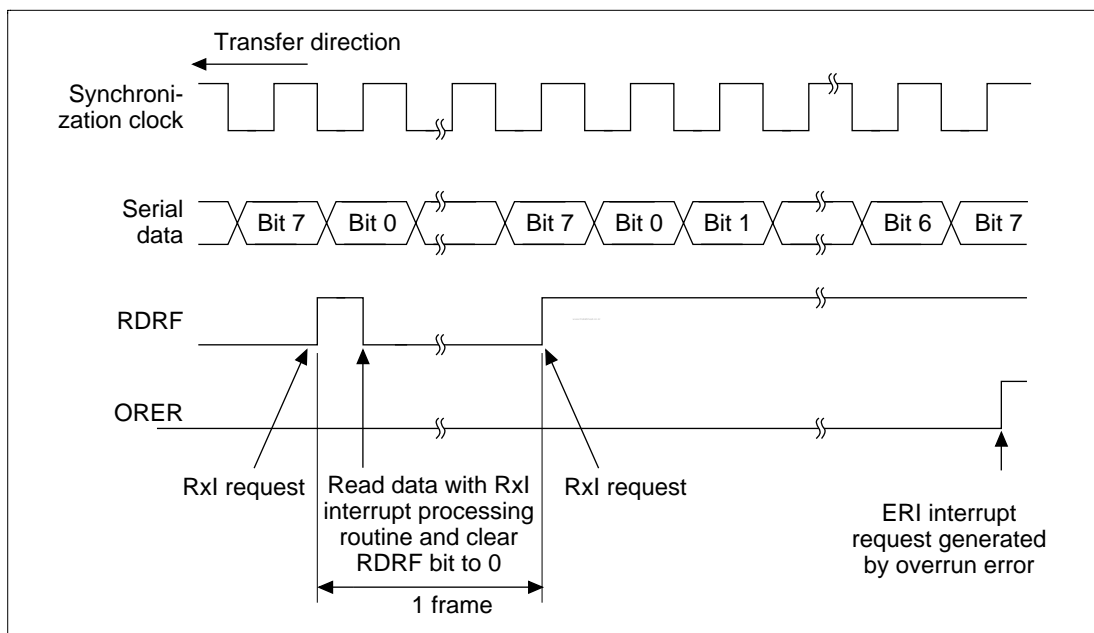 Transfer direction
Synchroni-
zation clock
Serial
data
Bit 7
Bit 0
Bit 7
Bit 0
Bit 1
Bit 6
Bit 7
RDRF
ORER
RxI request
Read data with RxI
interrupt processing
routine and clear
RDRF bit to 0
RxI request
ERI interrupt
request generated
by overrun error
1 frame